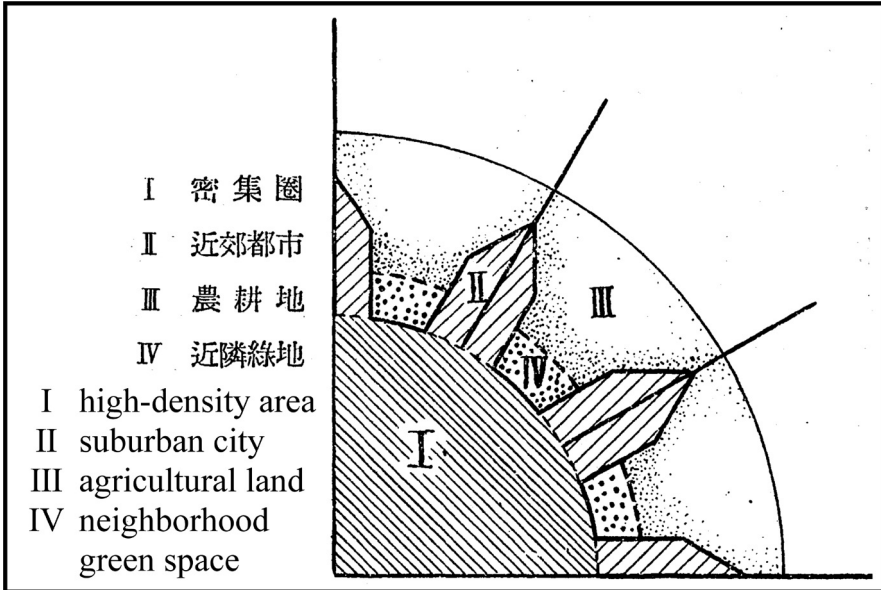 I 密集圏
II 近郊都市
III 農耕地
IV 近隣綠地
I high-density area
II suburban city
III agricultural land
IV neighborhood
green space
II
III
IV
I